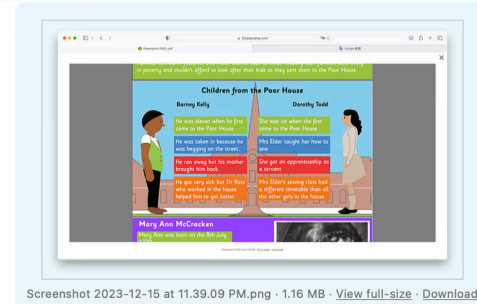 in poverty and couldn't afford to look after their kids so they sent them to the Poor House.
Children from the Poor House
Barney Kelly
Dorothy Todd
He was eleven when he first
came to the Poor House
She was six she first
came to the Poor House
He was taken in because he
was begging on the street.
Mrs Elder taught her how to
sew
He ran away but his mother
brought him back.
She got an apprenticeship as
a servant
He got very sick but Dr Ross
who worked in the house
helped him to get better.
Mrs Elder's sewing class had
a different timetable than all
the other girls in the house.
Mary Ann McCracken
Mary Ann was born on the 8th July
1770
Screenshot 2023-12-15 at 11.39.09 PM.png · 1.16 MB · View full-size · Download